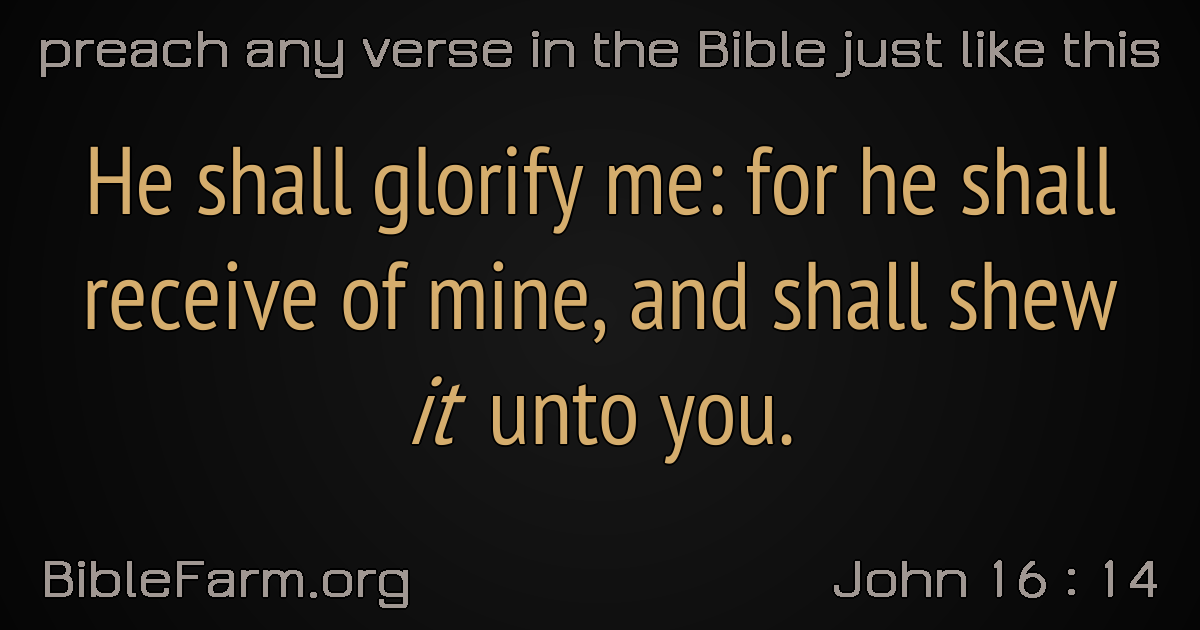 preach any verse in the Bible just like this
He shall glorify me: for he shall
receive of mine, and shall shew
it unto you.
BibleFarm.org
John 16 : 14